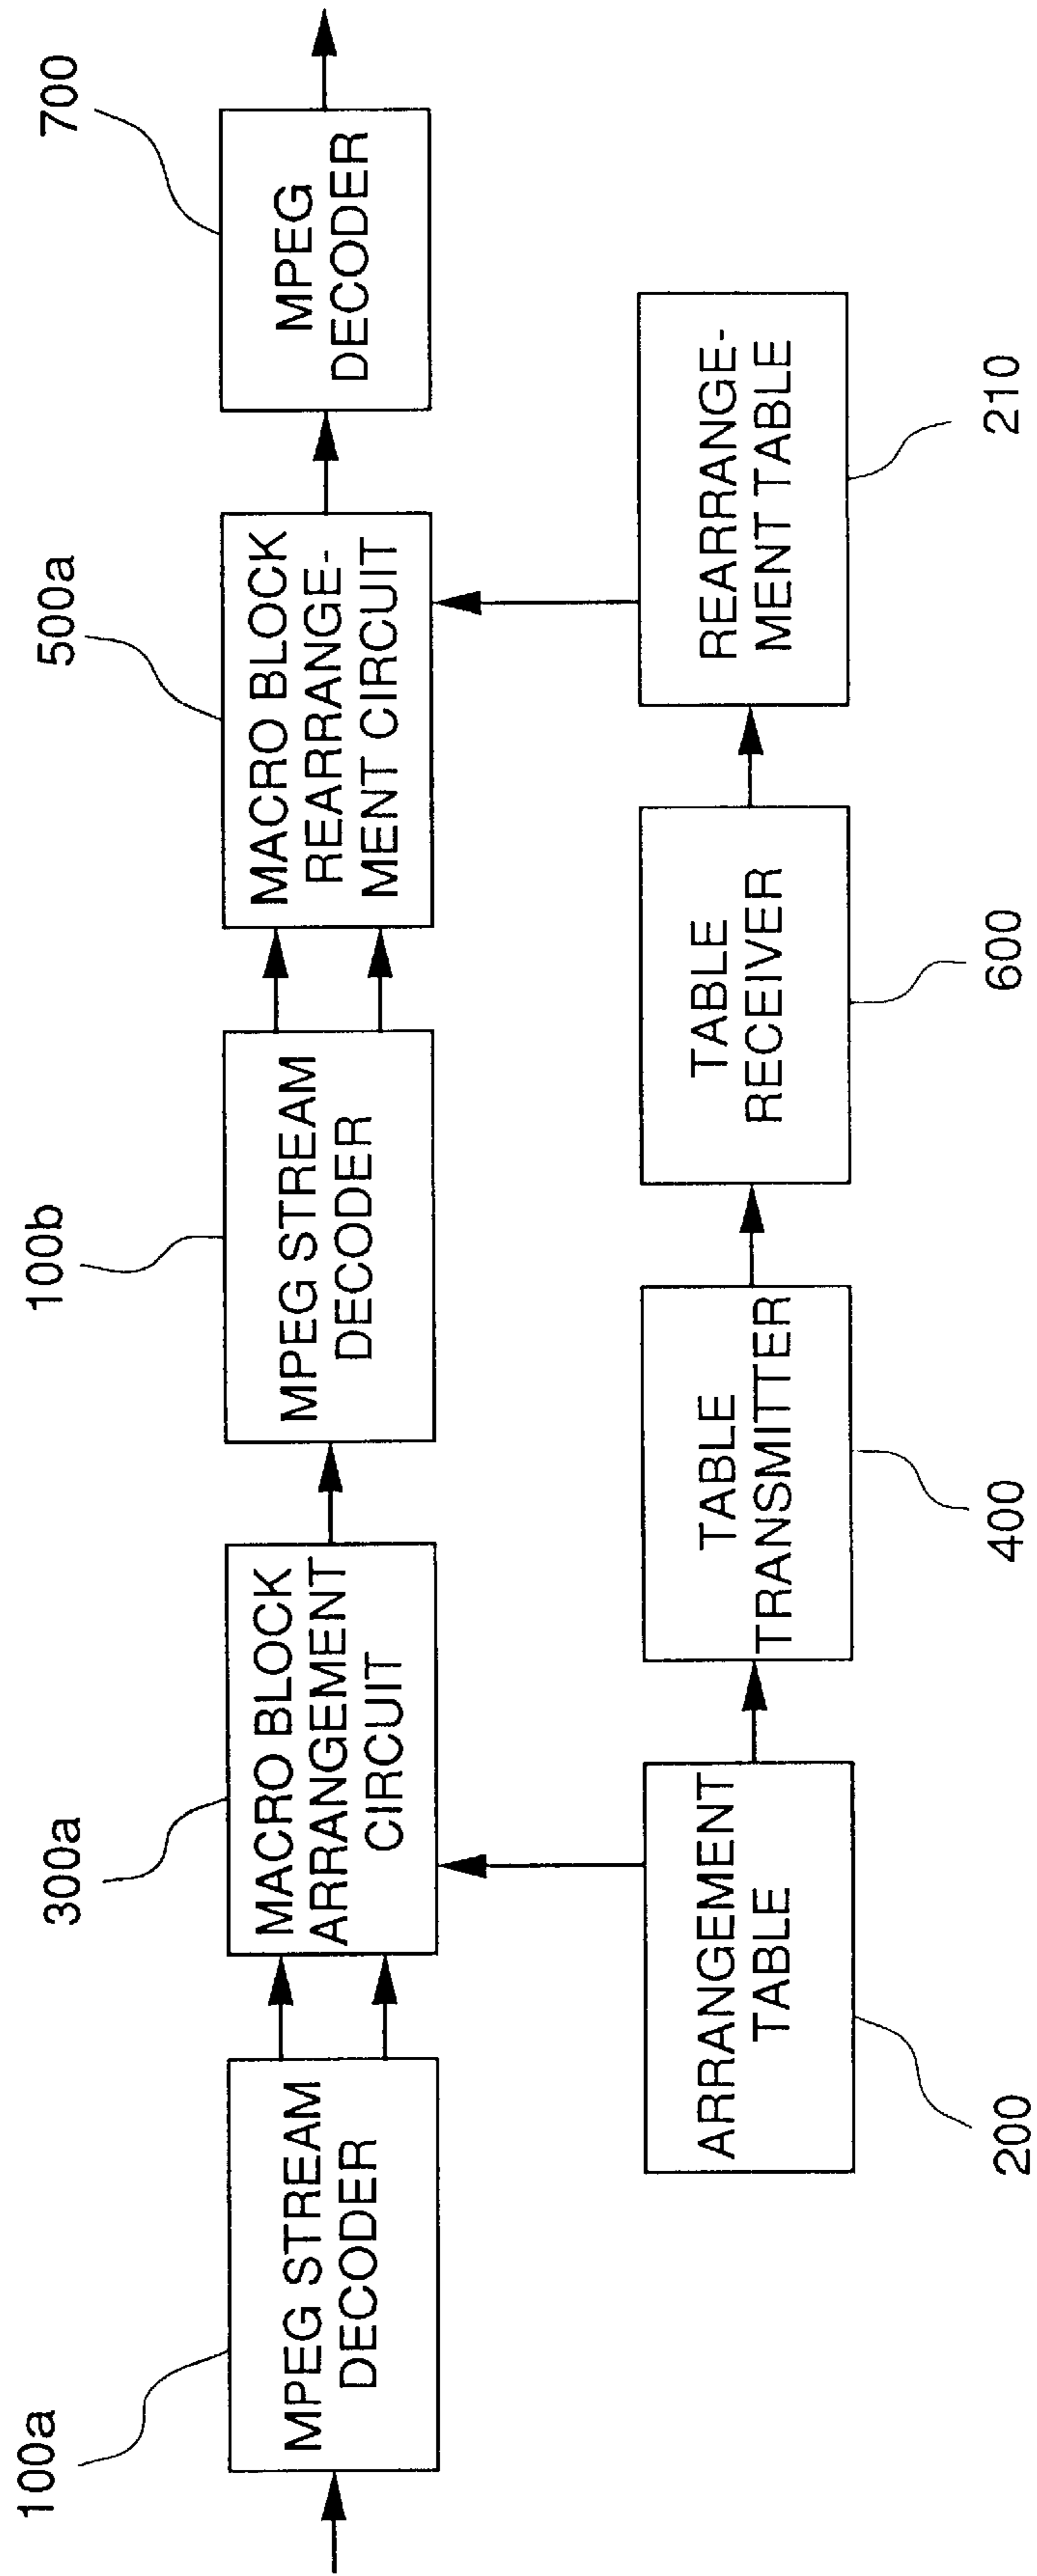 100a
MPEG STREAM
DECODER
300a
MACRO BLOCK
ARRANGEMENT
CIRCUIT
100b
MPEG STREAM
DECODER
500a
MACRO BLOCK
REARRANGE-
MENT CIRCUIT
700
MPEG
DECODER
ARRANGEMENT
TABLE
200
TABLE
TRANSMITTER
400
TABLE
RECEIVER
600
REARRANGE-
MENT TABLE
210